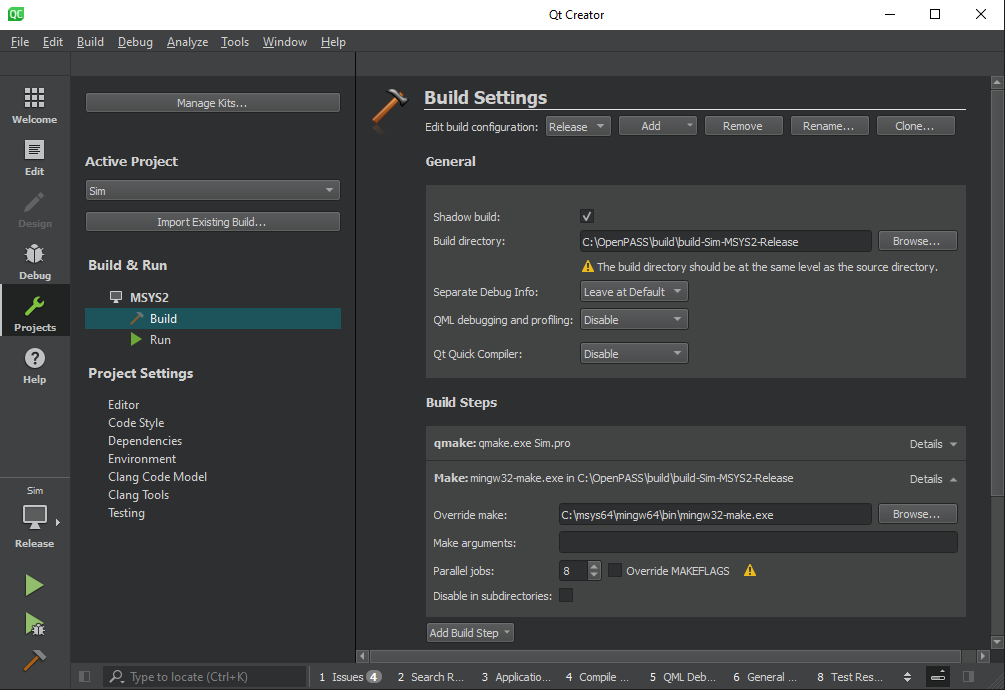 QC
Qt Creator
File Edit Build Debug Analyze Tools Window Help
Welcome
Edit
Design
Debug
Projects
Help
Sim
Release
Manage Kits...
Active Project
Sim
Import Existing Build...
Build & Run
MSYS2
Build
Run
Project Settings
Editor
Code Style
Dependencies
Environment
Clang Code Model
Clang Tools
Testing
Build Settings
Edit build configuration: Release Add Remove Rename... Clone...
General
Shadow build:
Build directory: C:\OpenPASS\build\build-Sim-MSYS2-Release Browse...
The build directory should be at the same level as the source directory.
Separate Debug Info: Leave at Default
QML debugging and profiling: Disable
Qt Quick Compiler: Disable
Build Steps
qmake: qmake.exe Sim.pro Details
Make: mingw32-make.exe in C:\OpenPASS\build\build-Sim-MSYS2-Release Details
Override make: C:\msys64\mingw64\bin\mingw32-make.exe Browse...
Make arguments:
Parallel jobs: 8 Override MAKEFLAGS
Disable in subdirectories:
Add Build Step
Type to locate (Ctrl+K) 1 Issues 4 2 Search R... 3 Applicatio... 4 Compile ... 5 QML Deb... 6 General ... 8 Test Res...